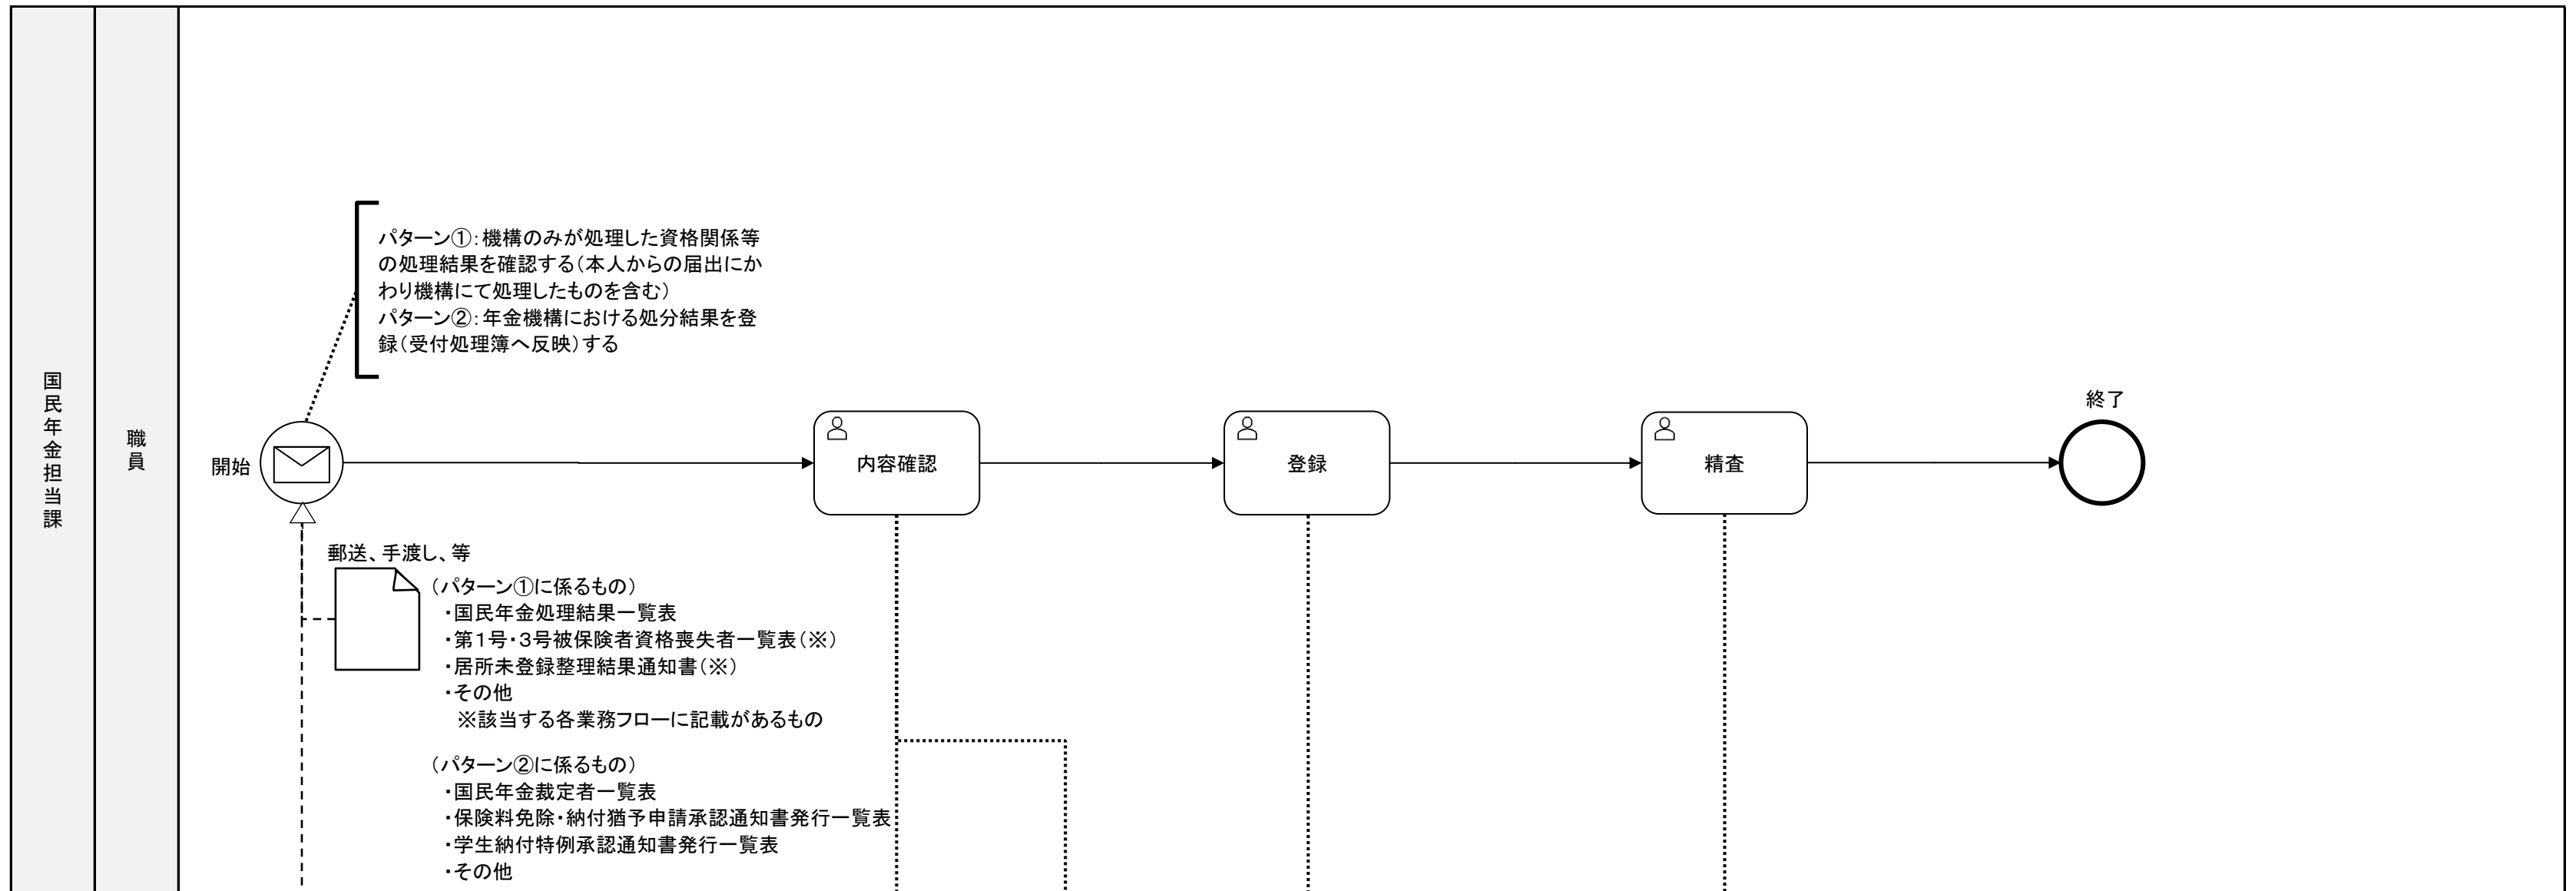 国民年金担当課
職員
パターン①：機構のみが処理した資格関係等
の処理結果を確認する（本人からの届出にか
わり機構にて処理したものを含む）
パターン②：年金機構における処分結果を登
録（受付処理簿へ反映）する
開始
内容確認
登録
精査
終了
郵送、手渡し、等
（パターン①に係るもの）
・国民年金処理結果一覧表
・第１号・３号被保険者資格喪失者一覧表（※）
・居所未登録整理結果通知書（※）
・その他
※該当する各業務フローに記載があるもの
（パターン②に係るもの）
・国民年金裁定者一覧表
・保険料免除・納付猶予申請承認通知書発行一覧表
・学生納付特例承認通知書発行一覧表
・その他